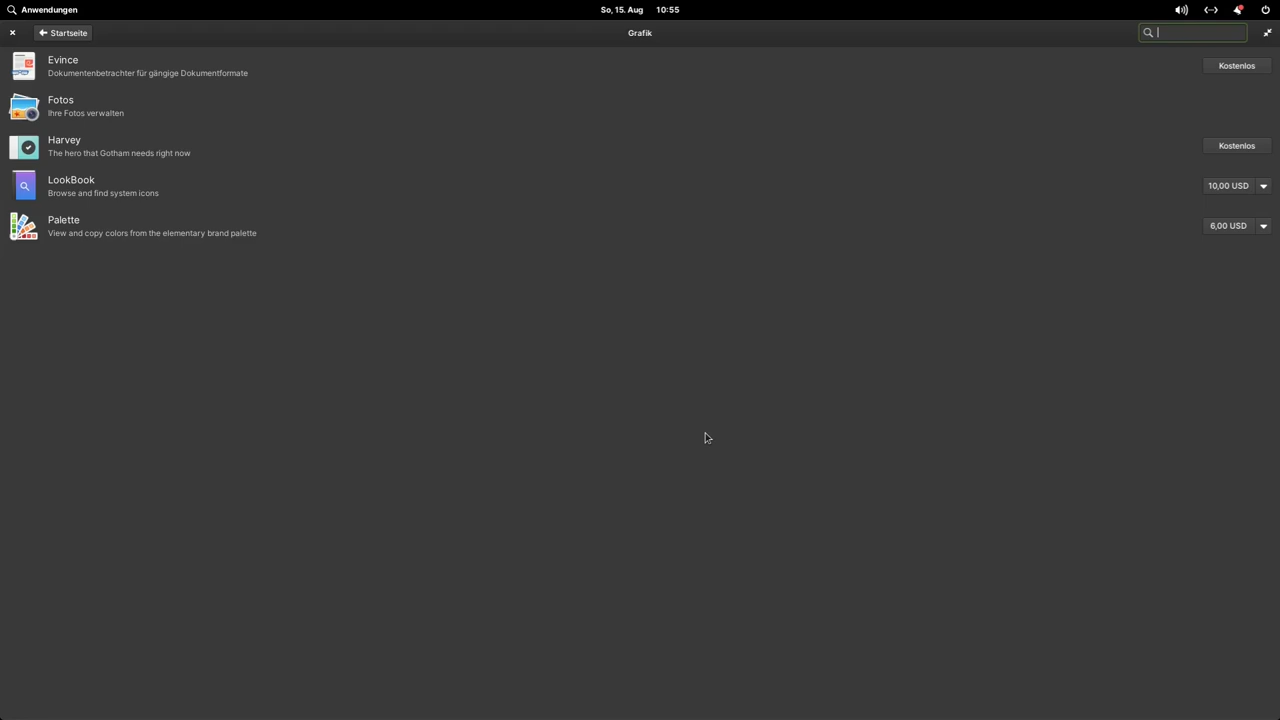 Anwendungen
So, 15. Aug 10:55
Startseite
Grafik
Evince
Dokumentenbetrachter für gängige Dokumentformate
Kostenlos
Fotos
Ihre Fotos verwalten
Harvey
The hero that Gotham needs right now
Kostenlos
LookBook
Browse and find system icons
10,00 USD
Palette
View and copy colors from the elementary brand palette
6,00 USD